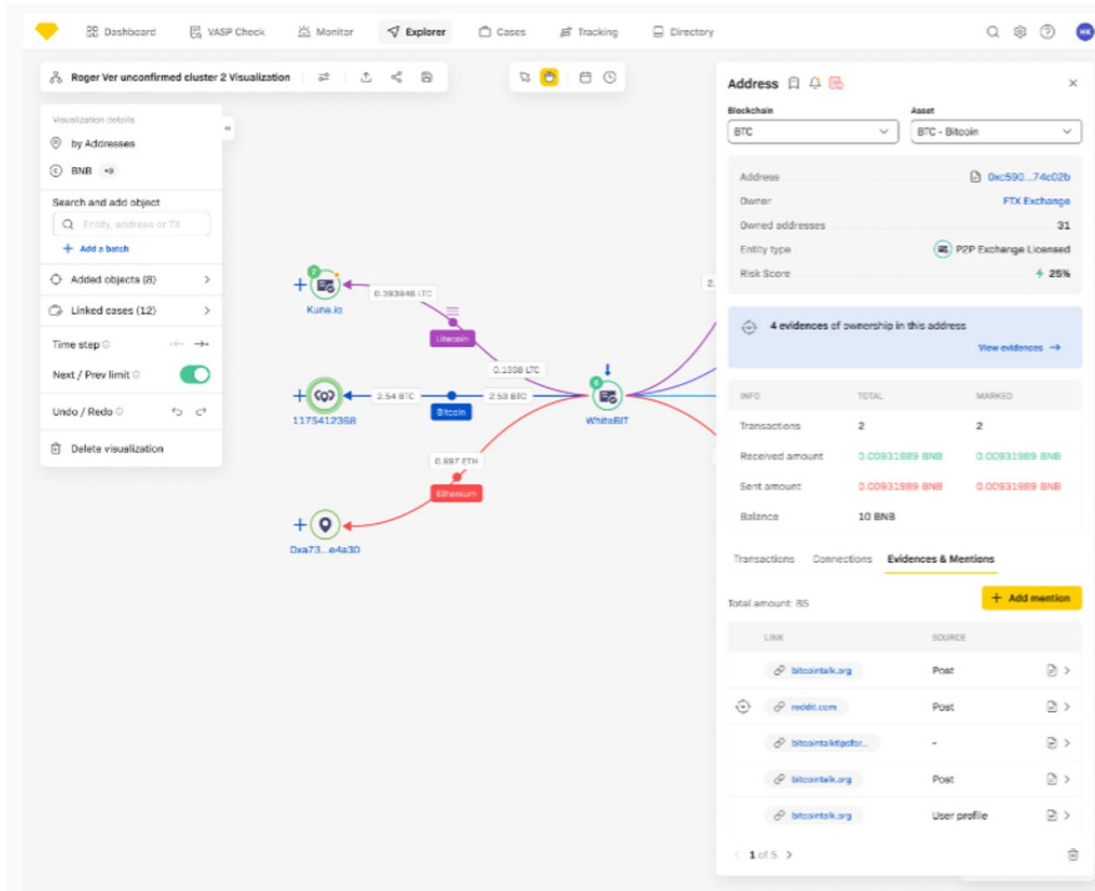 Dashboard VASP Check Monitor Explorer Cases Tracking Directory HK
Roger Ver unconfirmed cluster 2 Visualization
Visualization details
by Addresses
BNB +3
Search and add object
Entity, address or TX
+ Add a batch
Added objects (8)
Linked cases (12)
Time step
Next / Prev limit
Undo / Redo
Delete visualization
7
Kuna.io
0.393946 LTC
Litecoin
0.1338 LTC
2.
1175412368
2.54 BTC
Bitcoin
2.53 BTC
WhiteBIT
0.997 ETH
Ethereum
0xa73...e4a30
Address
Blockchain Asset
BTC BTC - Bitcoin
Address 0xc590...74c02b
Owner FTX Exchange
Owned addresses 31
Entity type P2P Exchange Licensed
Risk Score 25%
4 evidences of ownership in this address
View evidences
INFO TOTAL MARKED
Transactions 2 2
Received amount 0.00931989 BNB 0.00931989 BNB
Sent amount 0.00931989 BNB 0.00931989 BNB
Balance 10 BNB
Transactions Connections Evidences & Mentions
Total amount: 85
+ Add mention
LINK SOURCE
bitcointalk.org Post
reddit.com Post
-
bitcointalk.org Post
bitcointalk.org User profile
< 1 of 5 >